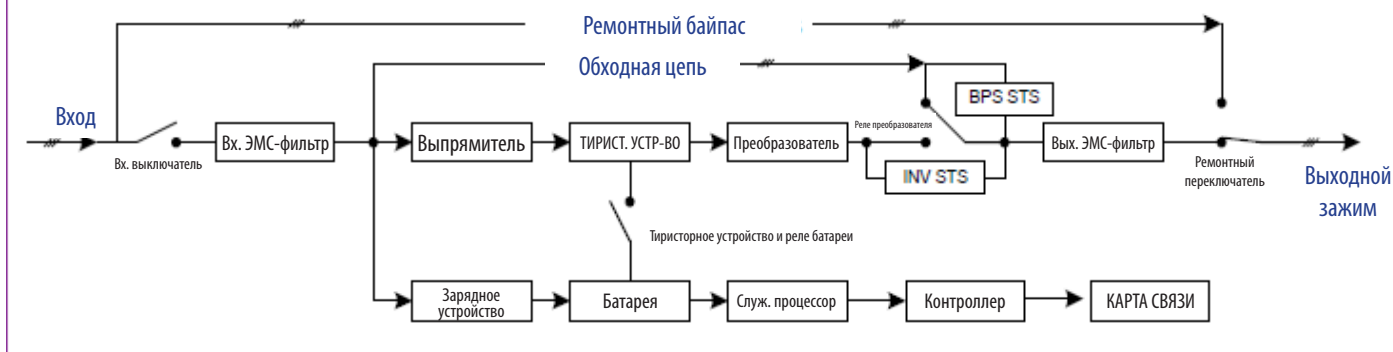 Ремонтный байпас
Обходная цепь
BPS STS
Вход
Реле преобразователя
Вх. ЭМС-фильтр
Выпрямитель
ТИРИСТ. УСТР-ВО
Преобразователь
Вых. ЭМС-фильтр
Вх. выключатель
INV STS
Ремонтный
переключатель
Выходной
зажим
Тиристорное устройство и реле батареи
Зарядное
устройство
Батарея
Служ. процессор
Контроллер
КАРТА СВЯЗИ